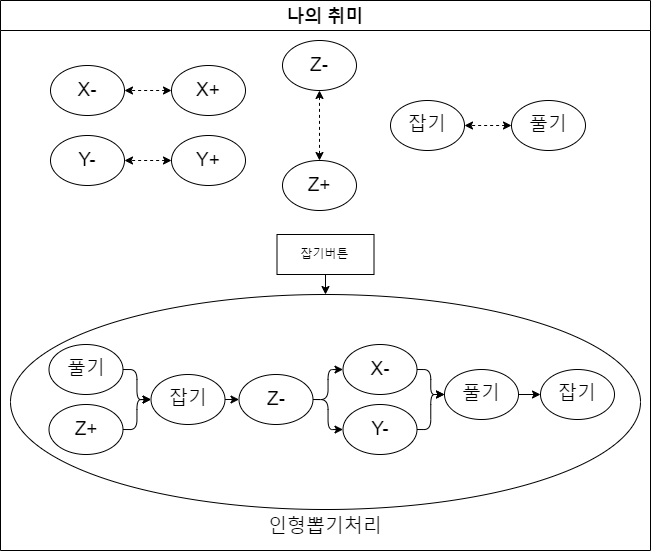 나의 취미
Z-
X-
X+
잡기
풀기
Y-
Y+
Z+
잡기버튼
풀기
Z+
잡기
Z-
X-
Y-
풀기
잡기
인형뽑기처리